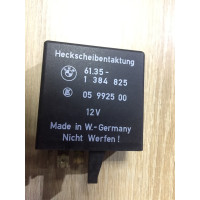 Heckscheibentaktung
61.35-
1 384 825
05 9925 00
12V
Made in W.-Germany
Nicht Werfen!